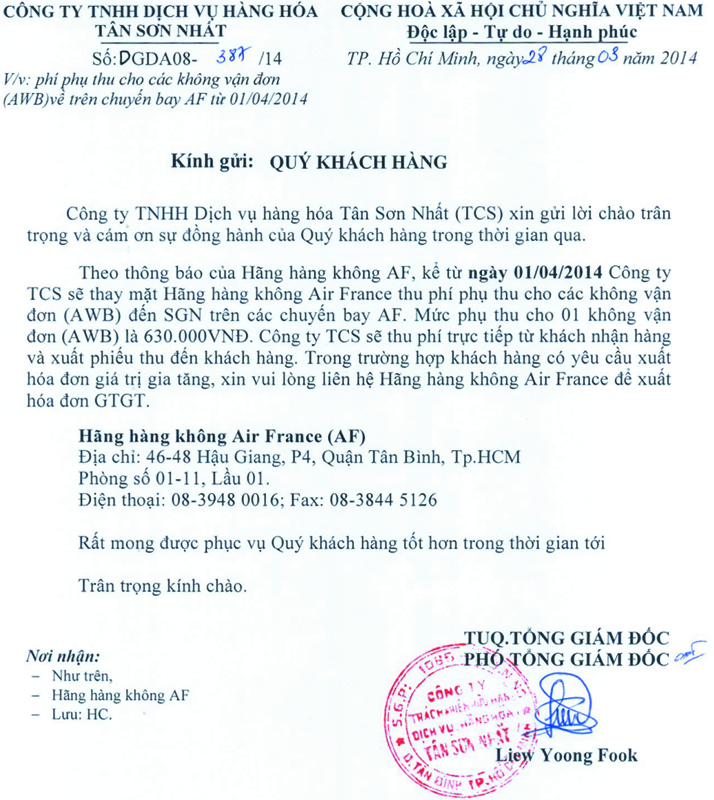 CÔNG TY TNHH DỊCH VỤ HÀNG HÓA
TÂN SƠN NHẤT
CỘNG HOÀ XÃ HỘI CHỦ NGHĨA VIỆT NAM
Độc lập - Tự do - Hạnh phúc
Số: DGDA08- 387 /14
TP. Hồ Chí Minh, ngày 28 tháng 03 năm 2014
V/v: phí phụ thu cho các không vận đơn
(AWB)về trên chuyến bay AF từ 01/04/2014
Kính gửi: QUÝ KHÁCH HÀNG
Công ty TNHH Dịch vụ hàng hóa Tân Sơn Nhất (TCS) xin gửi lời chào trân
trọng và cám ơn sự đồng hành của Quý khách hàng trong thời gian qua.
Theo thông báo của Hãng hàng không AF, kể từ ngày 01/04/2014 Công ty
TCS sẽ thay mặt Hãng hàng không Air France thu phí phụ thu cho các không vận
đơn (AWB) đến SGN trên các chuyến bay AF. Mức phụ thu cho 01 không vận
đơn (AWB) là 630.000VNĐ. Công ty TCS sẽ thu phí trực tiếp từ khách nhận hàng
và xuất phiếu thu đến khách hàng. Trong trường hợp khách hàng có yêu cầu xuất
hóa đơn giá trị gia tăng, xin vui lòng liên hệ Hãng hàng không Air France để xuất
hóa đơn GTGT.
Hãng hàng không Air France (AF)
Địa chỉ: 46-48 Hậu Giang, P4, Quận Tân Bình, Tp.HCM
Phòng số 01-11, Lầu 01.
Điện thoại: 08-3948 0016; Fax: 08-3844 5126
Rất mong được phục vụ Quý khách hàng tốt hơn trong thời gian tới
Trân trọng kính chào.
TUQ.TỔNG GIÁM ĐỐC
PHÓ TỔNG GIÁM ĐỐC
Nơi nhận:
– Như trên,
– Hãng hàng không AF
– Lưu: HC.
S.G.P: 1085
CÔNG TY
TRÁCH NHIỆM HỮU HẠN
DỊCH VỤ HÀNG HÓA
TÂN SƠN NHẤT
Q.TÂN BÌNH TP.HỒ CHÍ MINH
Liew Yoong Fook